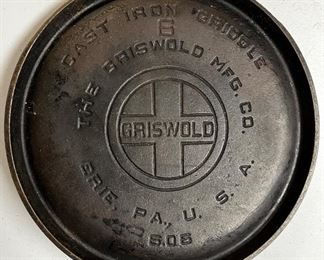 CAST IRON GRIDDLE
6
THE GRISWOLD MFG. CO.
GRISWOLD
ERIE, PA., U. S. A.
608